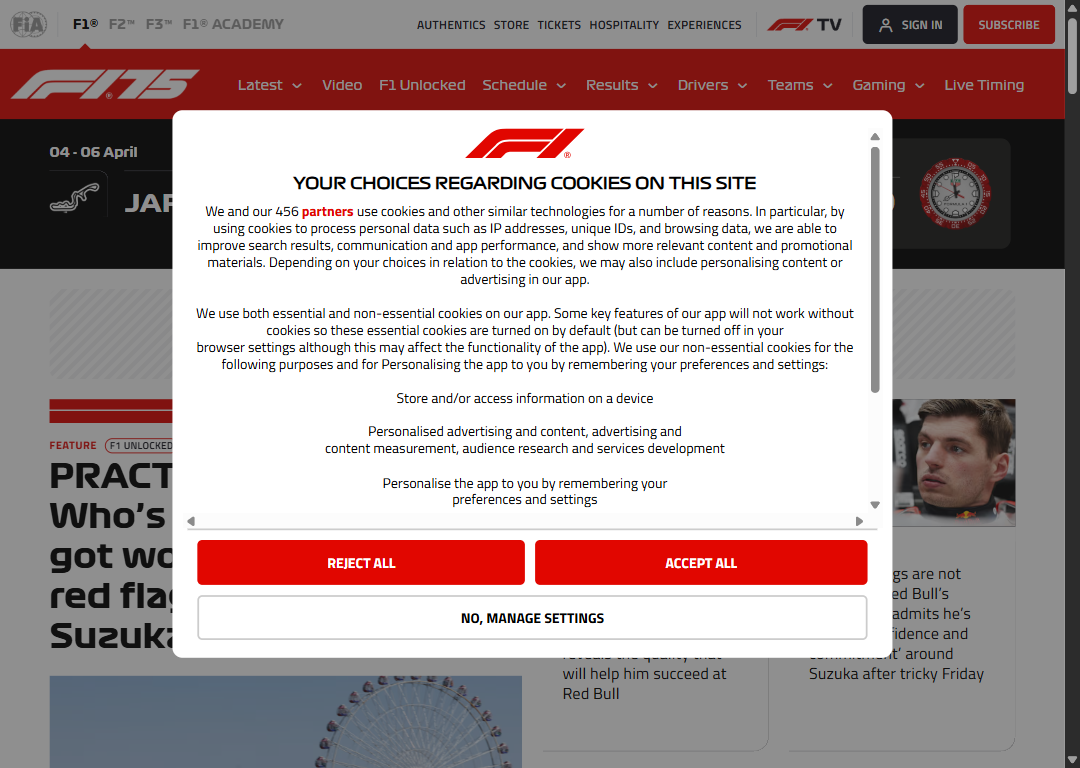 FiA F1® F2™ F3™ F1® ACADEMY AUTHENTICS STORE TICKETS HOSPITALITY EXPERIENCES F1 TV SIGN IN SUBSCRIBE
F1 75 Latest Video F1 Unlocked Schedule Results Drivers Teams Gaming Live Timing
04 - 06 April
F1®
YOUR CHOICES REGARDING COOKIES ON THIS SITE
We and our 456 partners use cookies and other similar technologies for a number of reasons. In particular, by
using cookies to process personal data such as IP addresses, unique IDs, and browsing data, we are able to
improve search results, communication and app performance, and show more relevant content and promotional
materials. Depending on your choices in relation to the cookies, we may also include personalising content or
advertising in our app.
We use both essential and non-essential cookies on our app. Some key features of our app will not work without
cookies so these essential cookies are turned on by default (but can be turned off in your
browser settings although this may affect the functionality of the app). We use our non-essential cookies for the
following purposes and for Personalising the app to you by remembering your preferences and settings:
Store and/or access information on a device
Personalised advertising and content, advertising and
content measurement, audience research and services development
Personalise the app to you by remembering your
preferences and settings
REJECT ALL ACCEPT ALL
NO, MANAGE SETTINGS
FEATURE F1 UNLOCKED
PRACT
Who's
got wo
red fla
Suzuka
reveals the quality that
will help him succeed at
Red Bull
gs are not
ed Bull's
admits he's
fidence and
commitment' around
Suzuka after tricky Friday